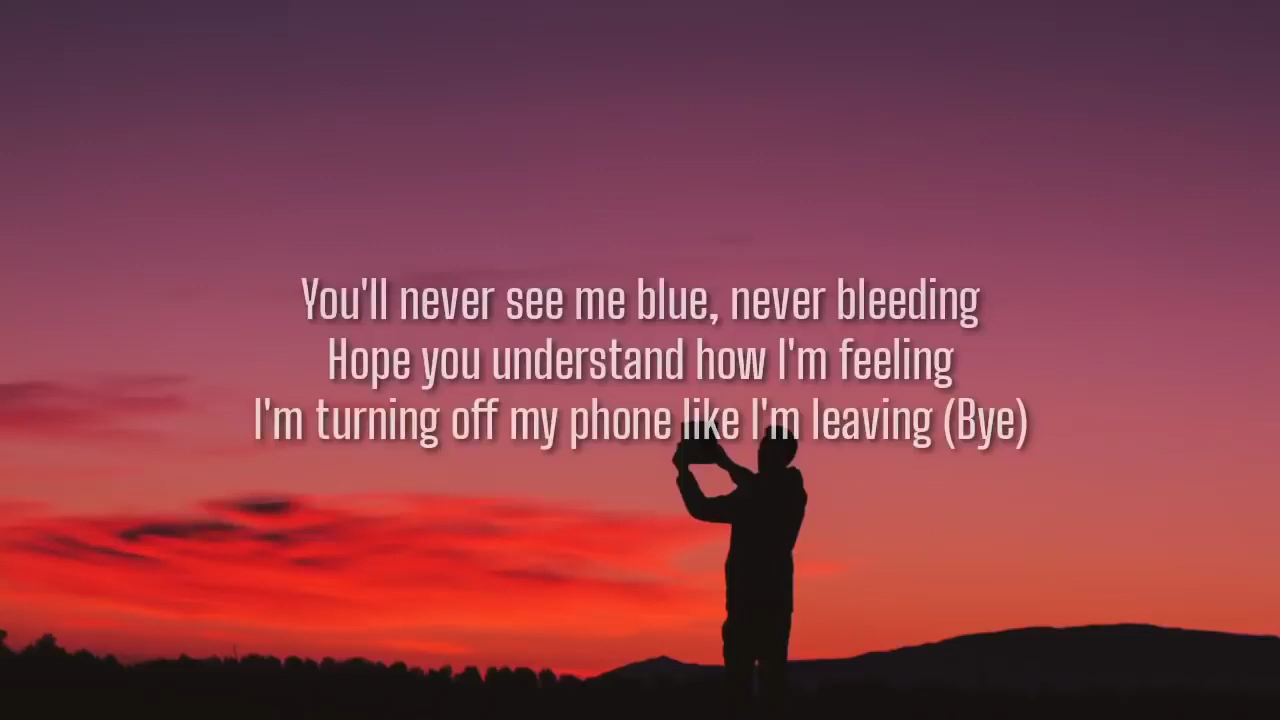 You'll never see me blue, never bleeding
Hope you understand how I'm feeling
I'm turning off my phone like I'm leaving (Bye)